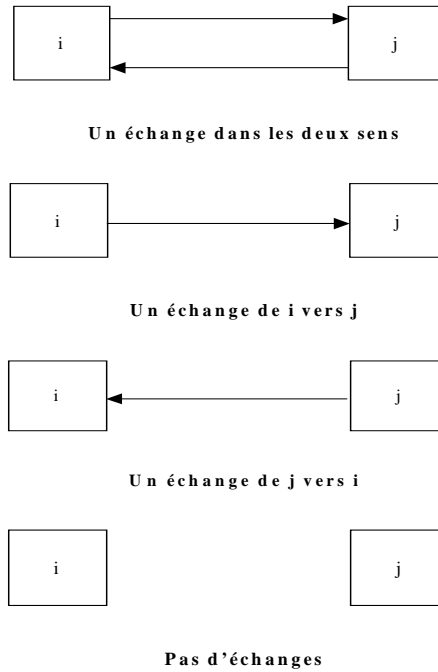 i j
Un échange dans les deux sens
i j
Un échange de i vers j
i j
Un échange de j vers i
i j
Pas d'échanges